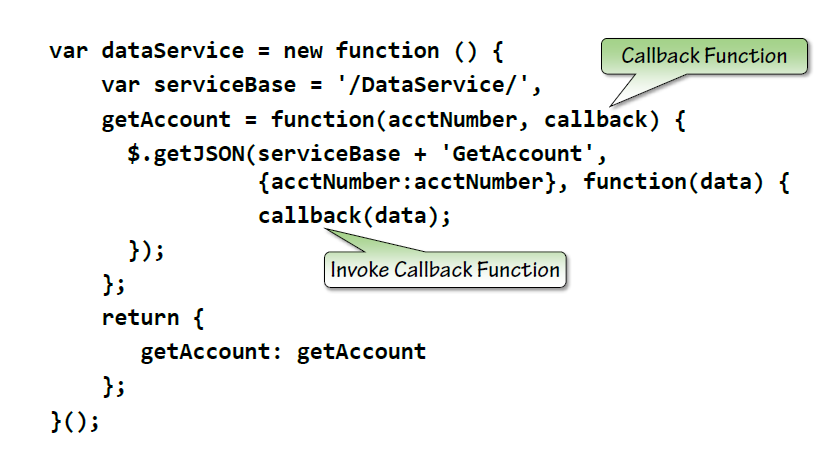 var dataService = new function () {
Callback Function
var serviceBase = '/DataService/',
getAccount = function(acctNumber, callback) {
$.getJSON(serviceBase + 'GetAccount',
{acctNumber:acctNumber}, function(data) {
callback(data);
});
Invoke Callback Function
};
return {
getAccount: getAccount
};
}();